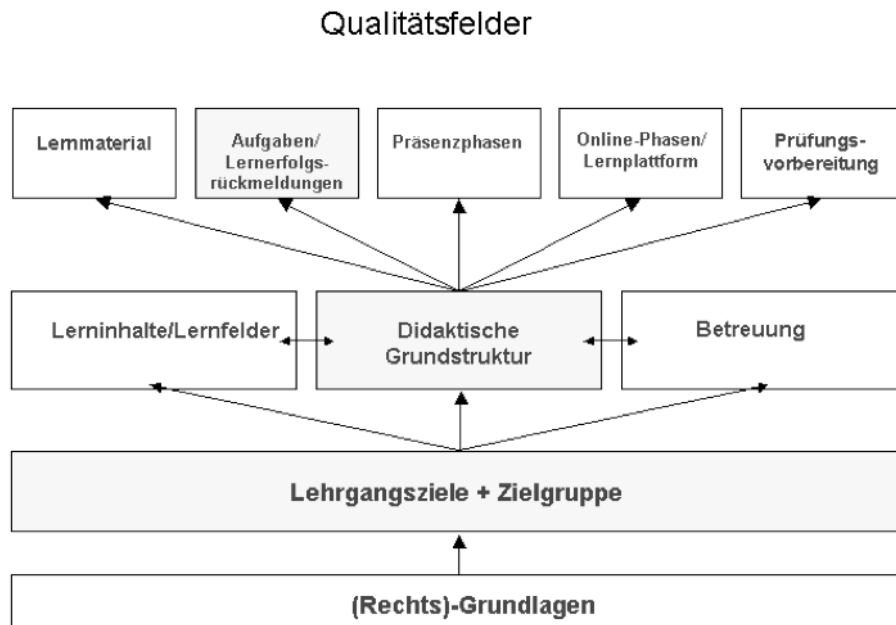 Qualitätsfelder
Lernmaterial
Aufgaben/
Lernerfolgs-
rückmeldungen
Präsenzphasen
Online-Phasen/
Lernplattform
Prüfungs-
vorbereitung
Lerninhalte/Lernfelder
Didaktische
Grundstruktur
Betreuung
Lehrgangsziele + Zielgruppe
(Rechts)-Grundlagen